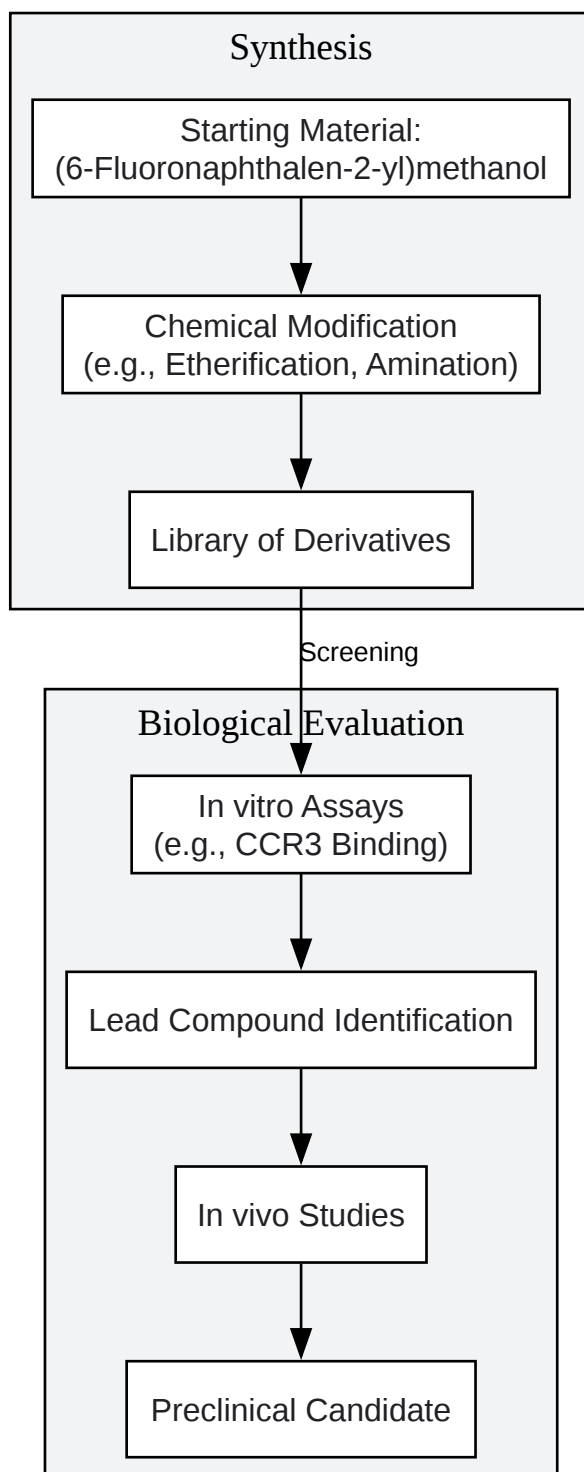 Synthesis
Starting Material:
(6-Fluoronaphthalen-2-yl)methanol
Chemical Modification
(e.g., Etherification, Amination)
Library of Derivatives
Screening
Biological Evaluation
In vitro Assays
(e.g., CCR3 Binding)
Lead Compound Identification
In vivo Studies
Preclinical Candidate